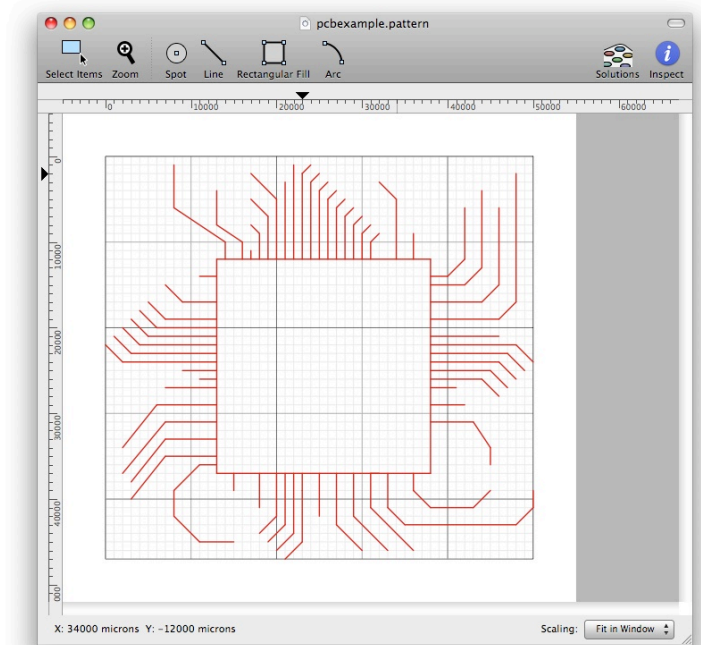 pcbexample.pattern
Select Items Zoom Spot Line Rectangular Fill Arc Solutions Inspect
0 10000 20000 30000 40000 50000 60000
0
10000
20000
30000
40000
000
X: 34000 microns Y: -12000 microns Scaling: Fit in Window